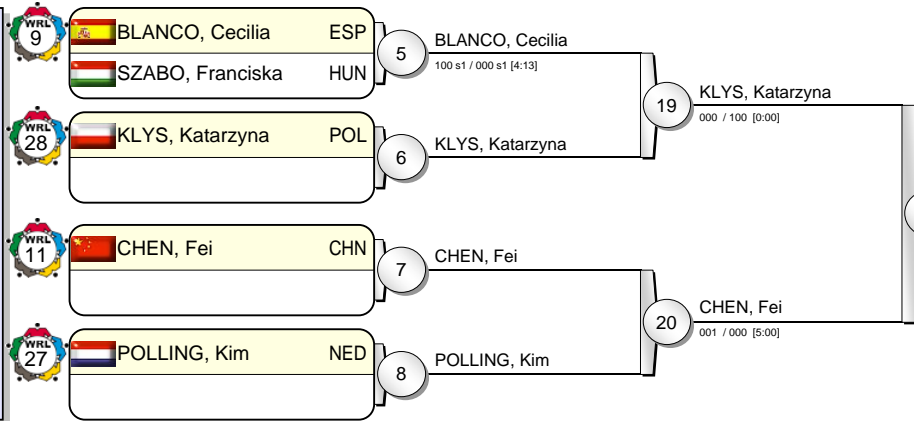 WRL
9
BLANCO, Cecilia ESP
SZABO, Franciska HUN
5
BLANCO, Cecilia
100 s1 / 000 s1 [4:13]
WRL
28
KLYS, Katarzyna POL
6
KLYS, Katarzyna
19
KLYS, Katarzyna
000 / 100 [0:00]
WRL
11
CHEN, Fei CHN
7
CHEN, Fei
WRL
27
POLLING, Kim NED
8
POLLING, Kim
20
CHEN, Fei
001 / 000 [5:00]